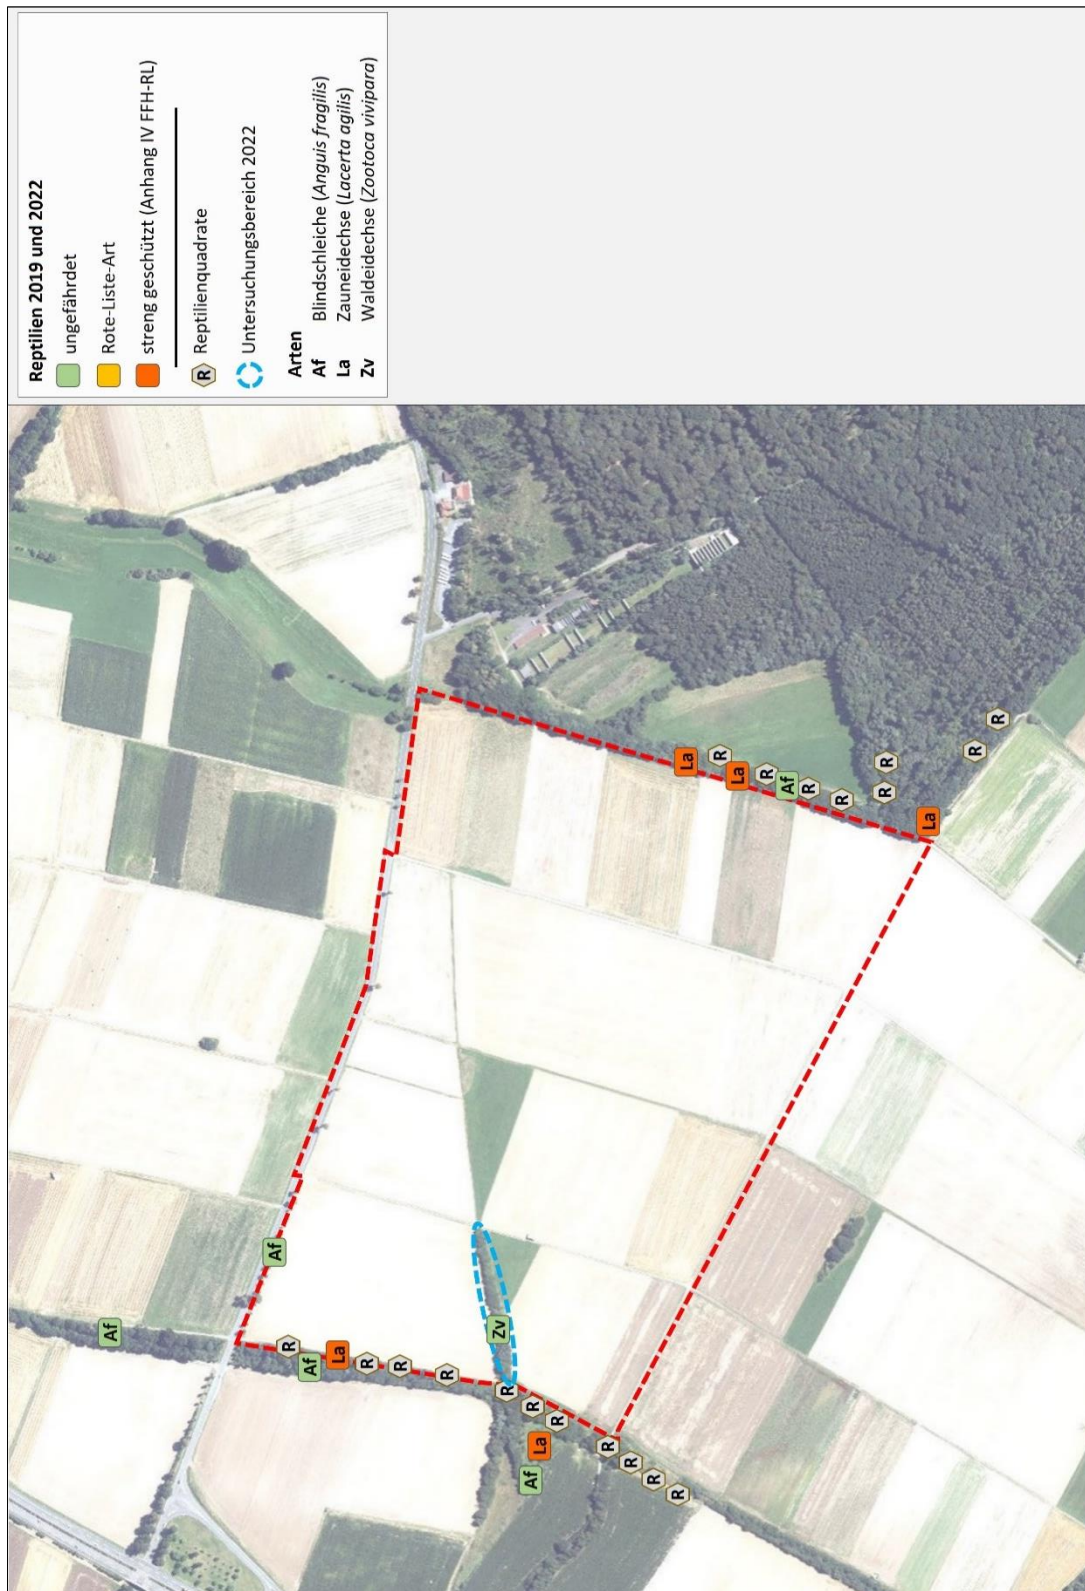 Reptilien 2019 und 2022
ungefährdet
Rote-Liste-Art
streng geschützt (Anhang IV FFH-RL)
R Reptilienquadrate
Untersuchungsbereich 2022
Arten
Af Blindschleiche (Anguis fragilis)
La Zauneidechse (Lacerta agilis)
Zv Waldeidechse (Zootoca vivipara)
Af
Af
R
Af
La
R
R
R
Zv
R
Af
R
La
R
R
R
R
R
La
R
La
R
Af
R
R
R
R
La
R
R